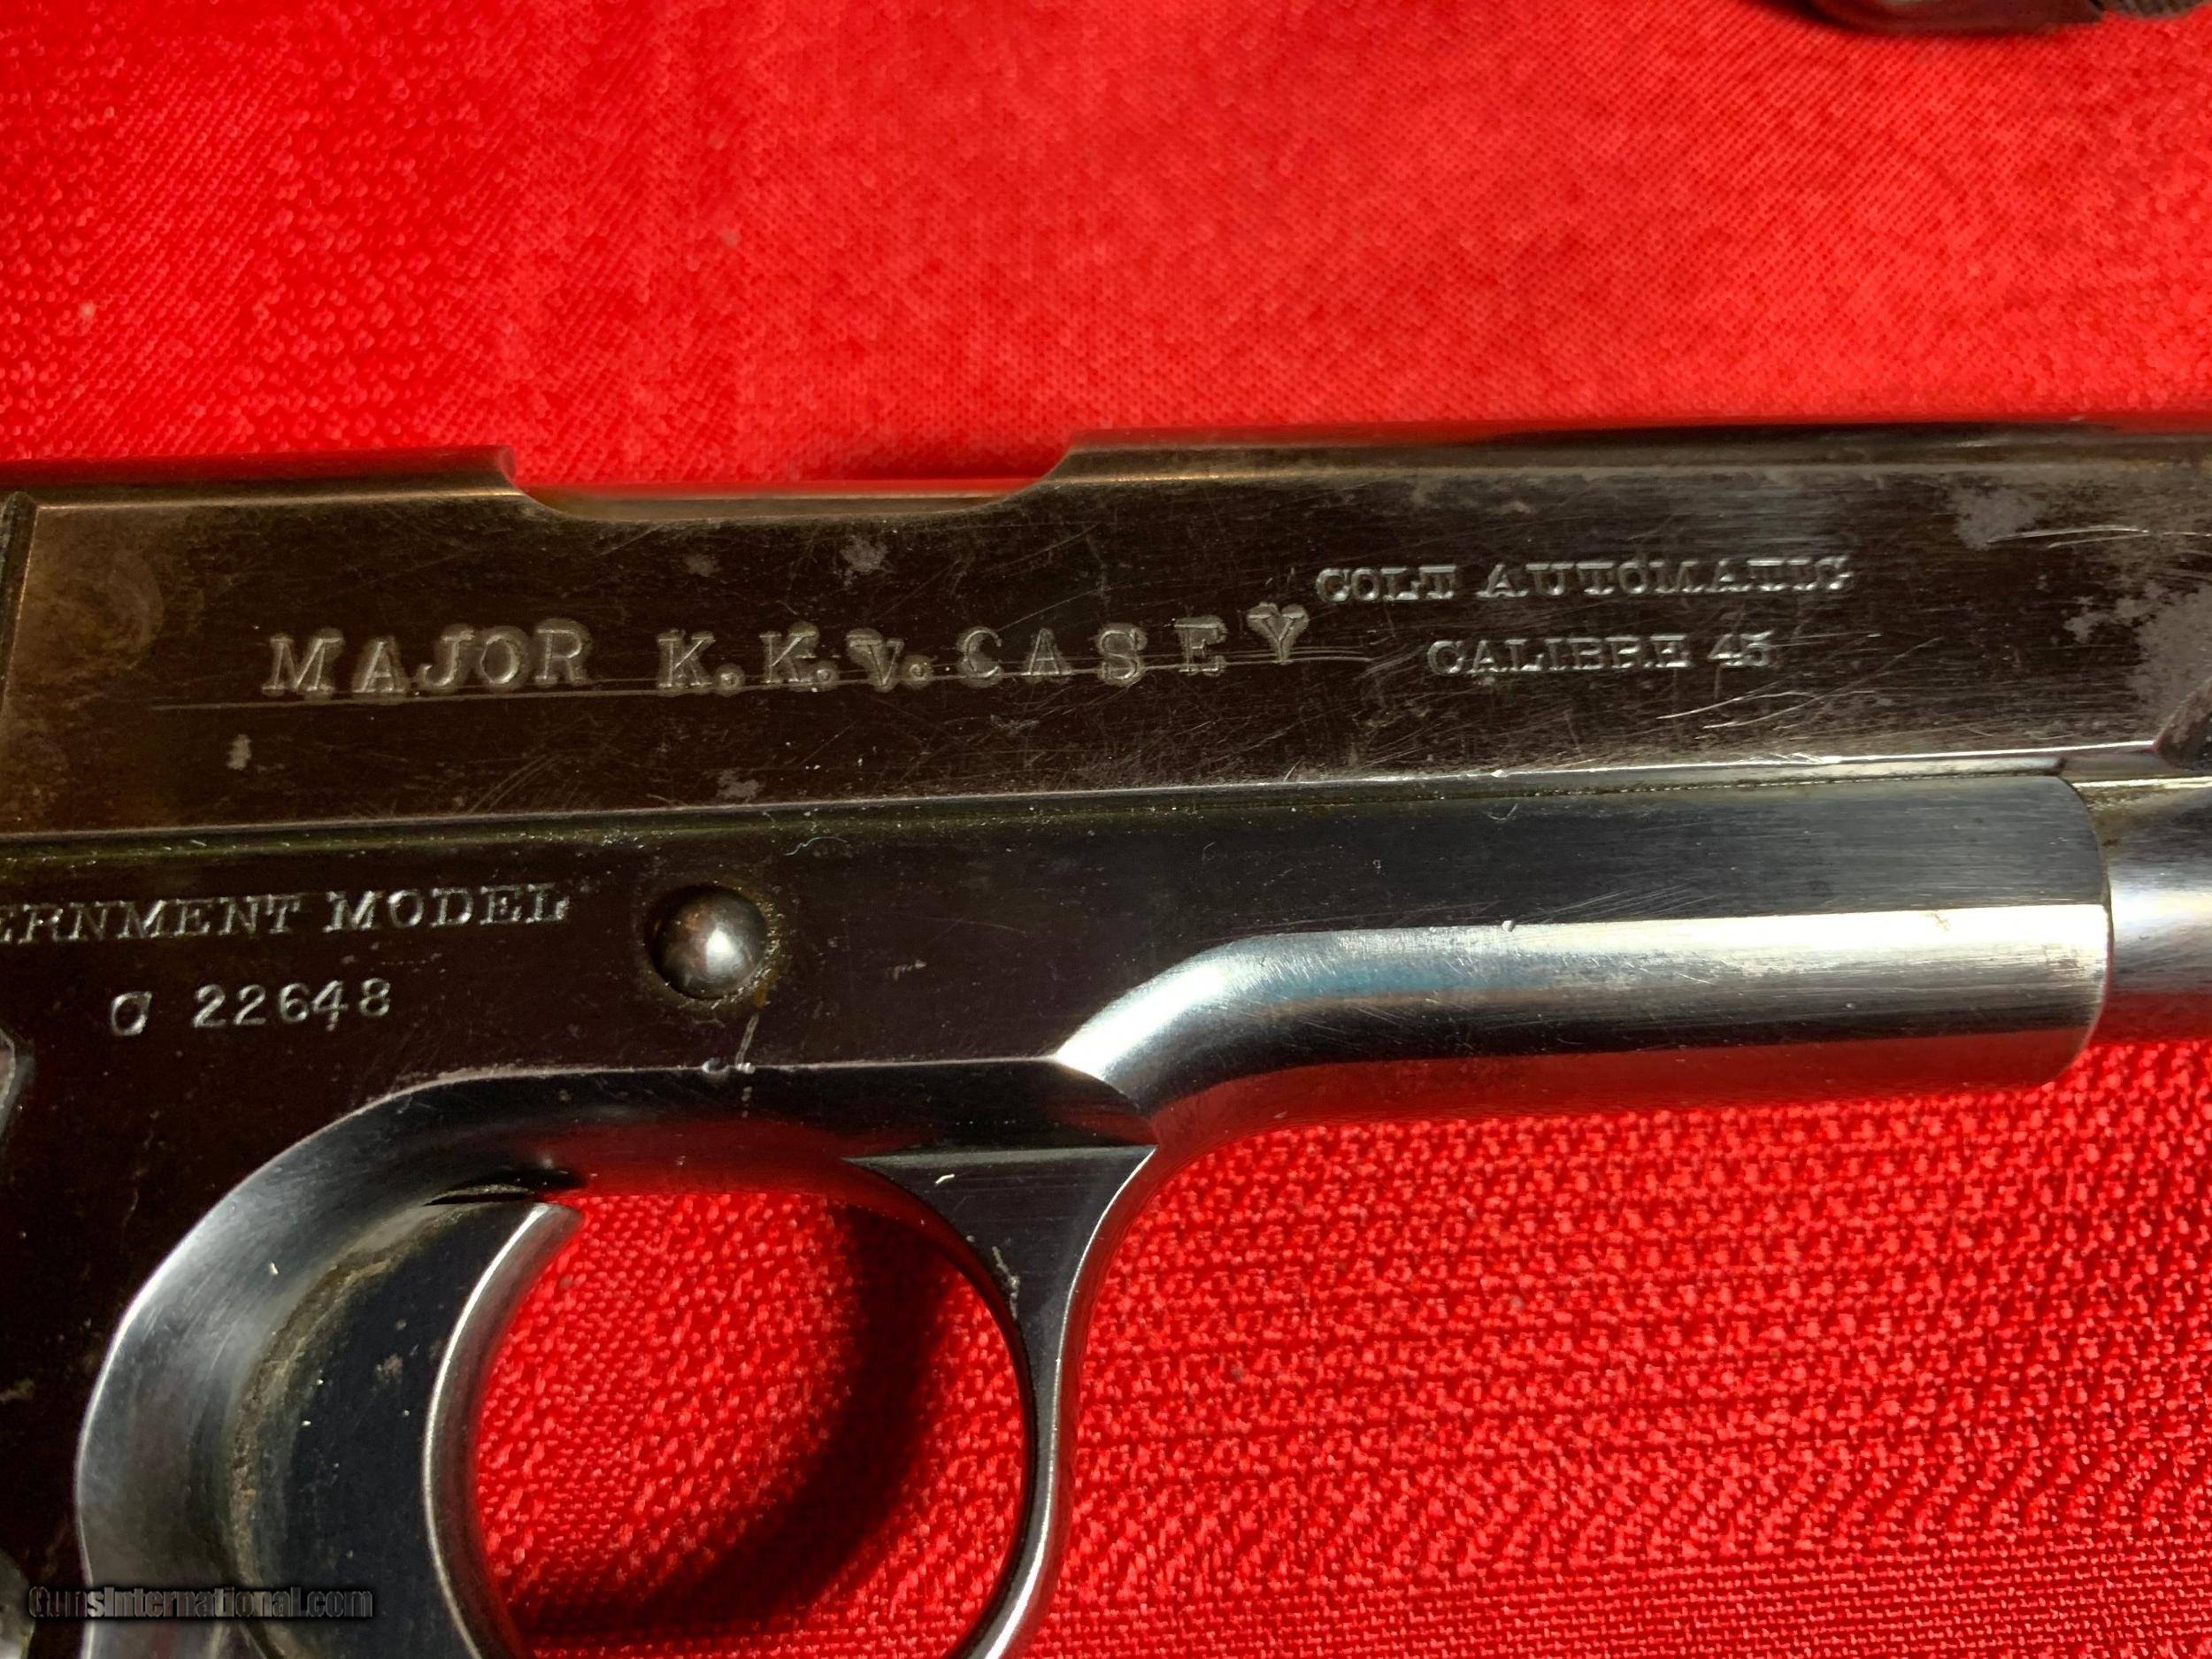 MAJOR K.K.V. CASEY
COLT AUTOMATIC
CALIBRE 45
ERNMENT MODEL
C 22648
GunsInternational.com